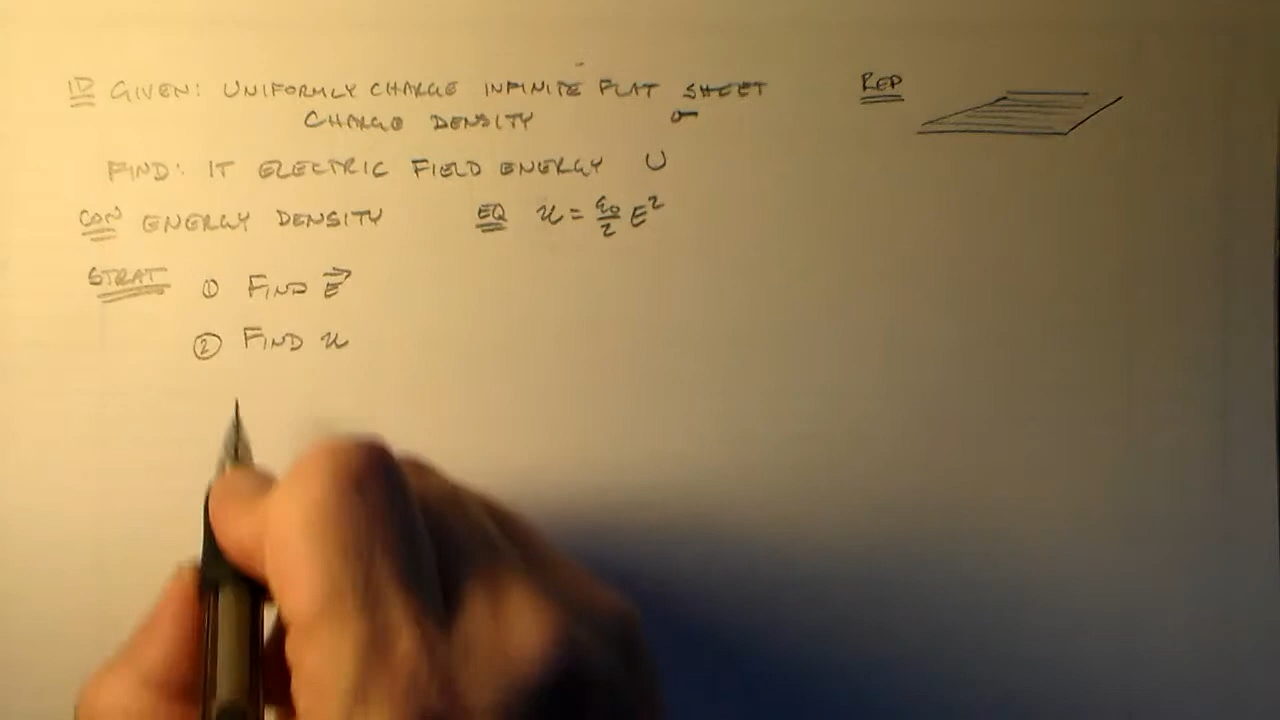 ID GIVEN: UNIFORMLY CHARGE INFINITE FLAT SHEET
CHARGE DENSITY σ
FIND: IT ELECTRIC FIELD ENERGY U
CON ENERGY DENSITY EQ u = ε₀/2 E²
STRAT ① FIND E⃗
② FIND u
REP